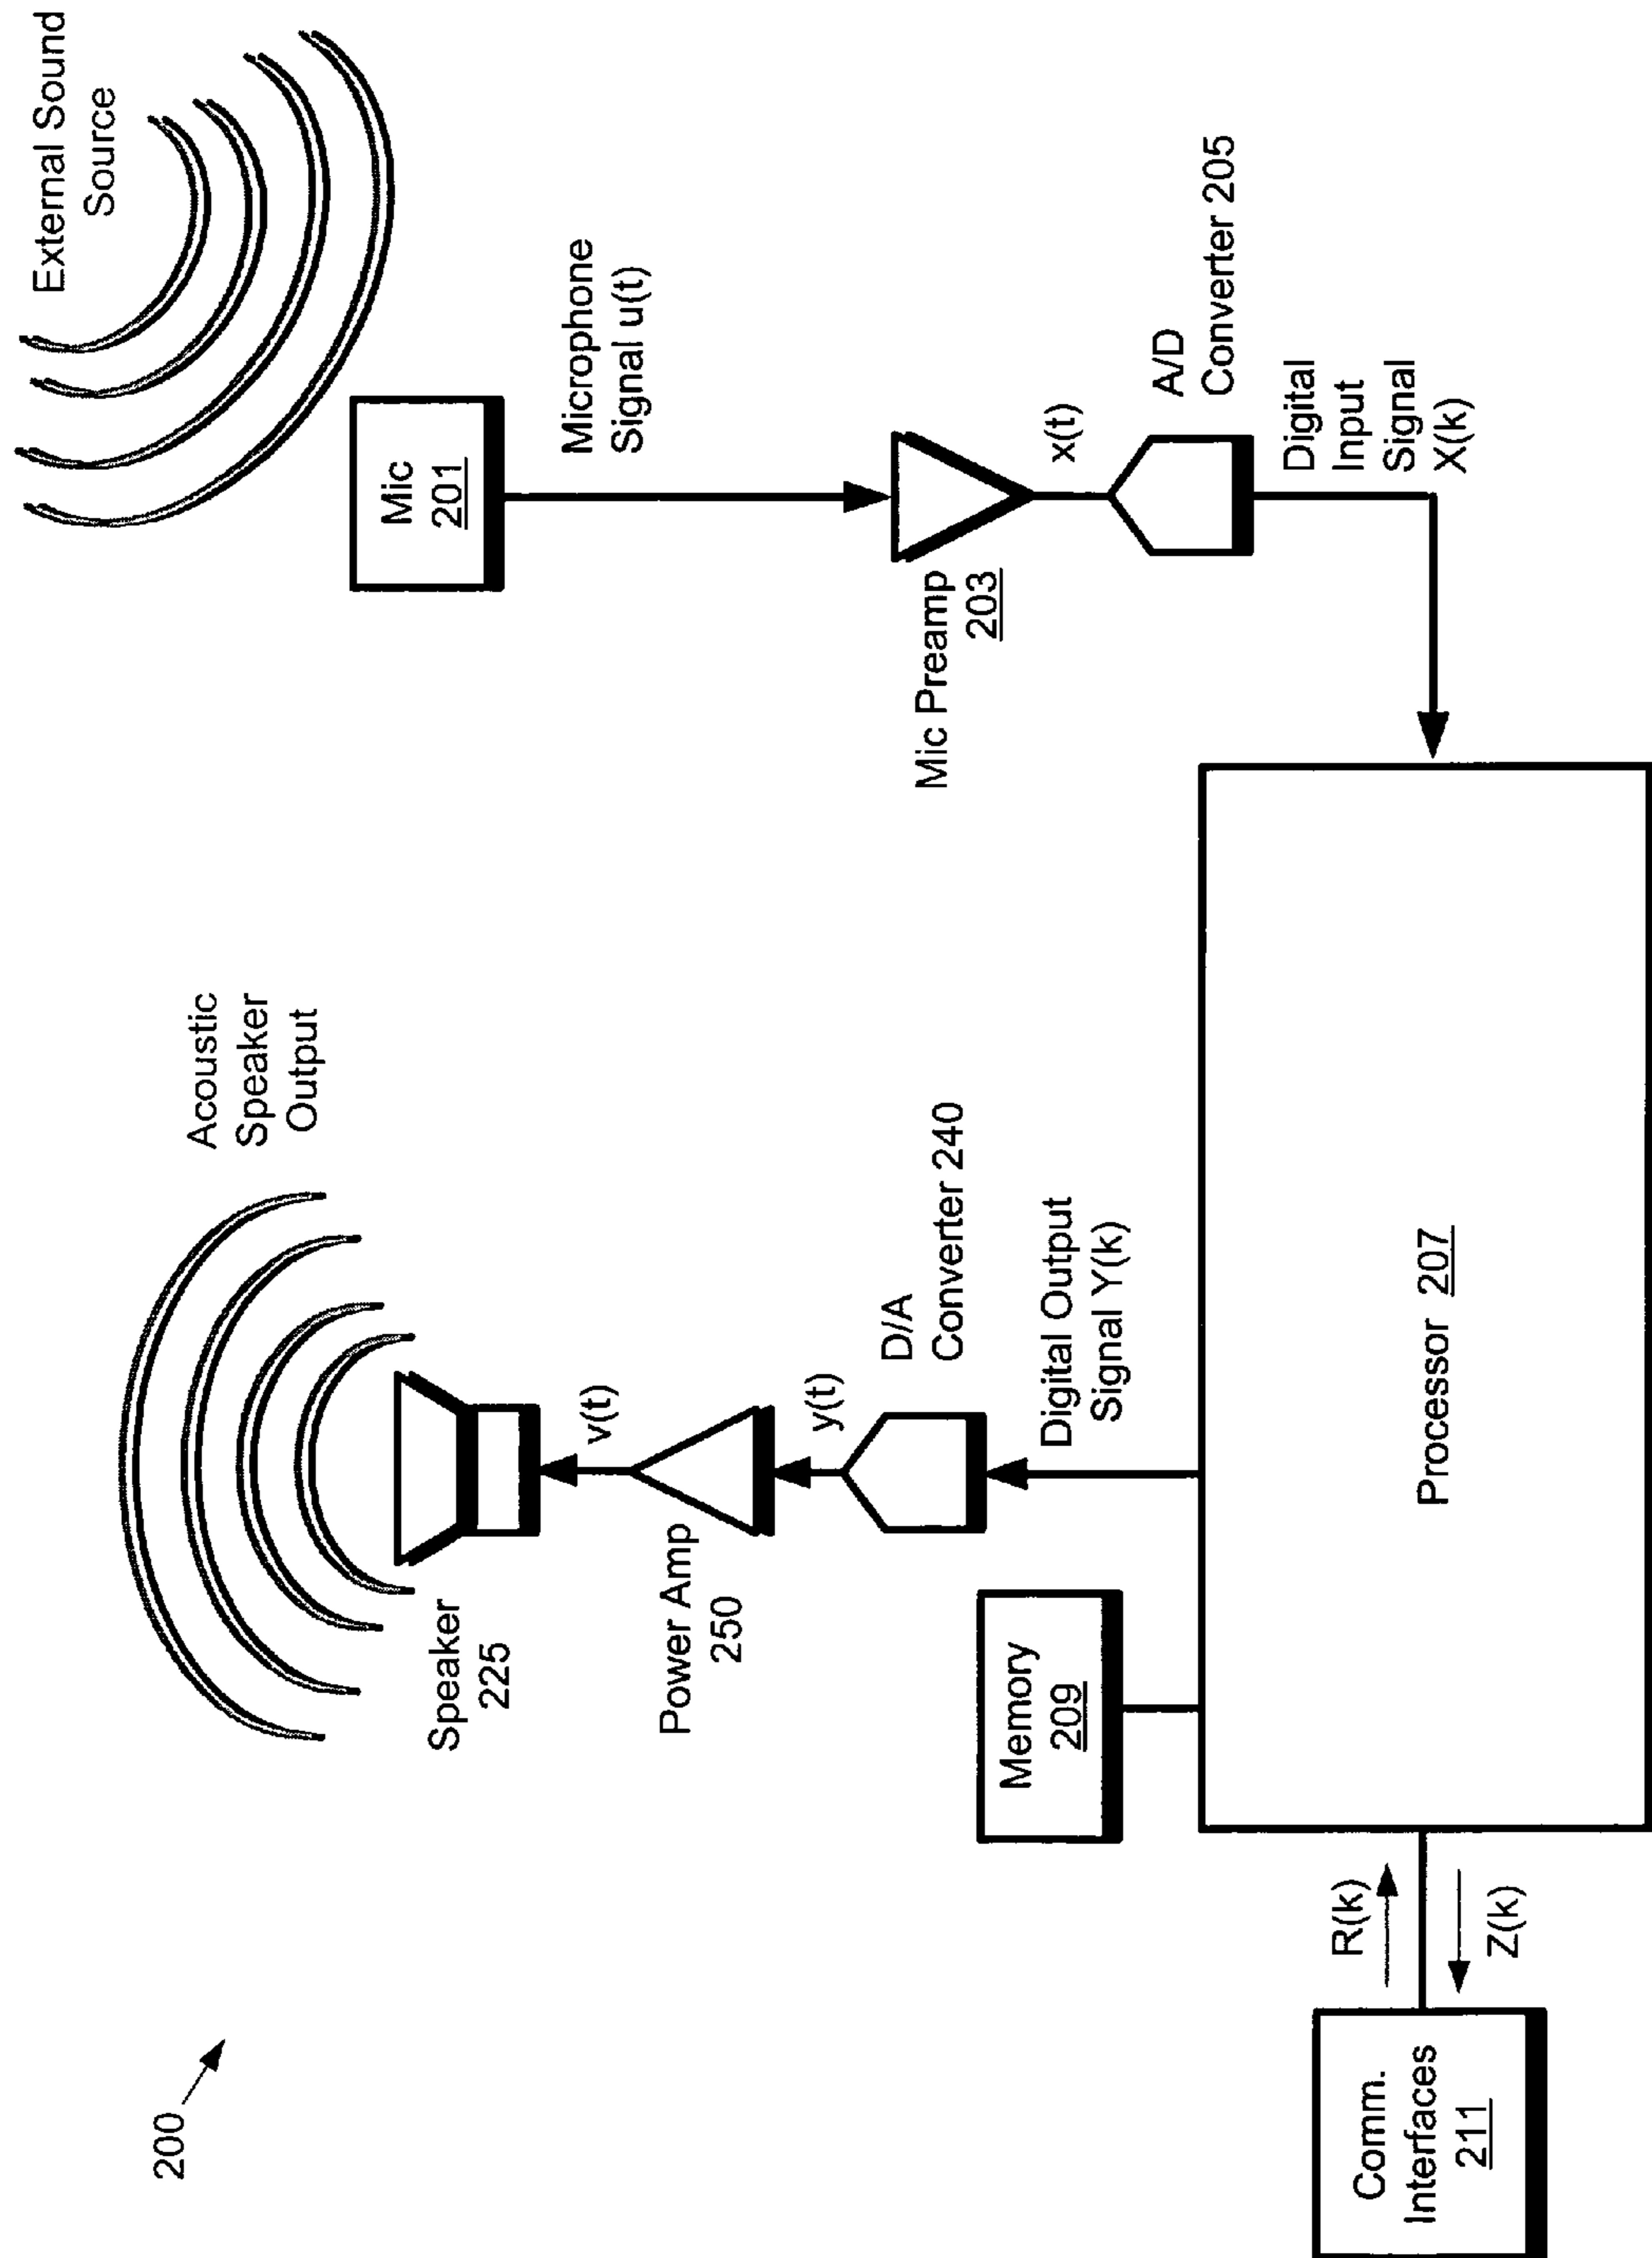 200
Acoustic
Speaker
Output
External Sound
Source
Speaker
225
v(t)
Mic
201
Power Amp
250
y(t)
Microphone
Signal u(t)
D/A
Converter 240
Mic Preamp
203
x(t)
Memory
209
Digital Output
Signal Y(k)
A/D
Converter 205
Digital
Input
Signal
X(k)
Comm.
Interfaces
211
R(k)
Z(k)
Processor 207